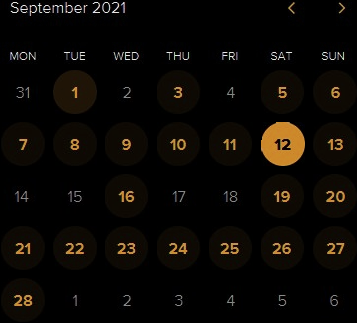 September 2021
MON TUE WED THU FRI SAT SUN
31 1 2 3 4 5 6
7 8 9 10 11 12 13
14 15 16 17 18 19 20
21 22 23 24 25 26 27
28 1 2 3 4 5 6